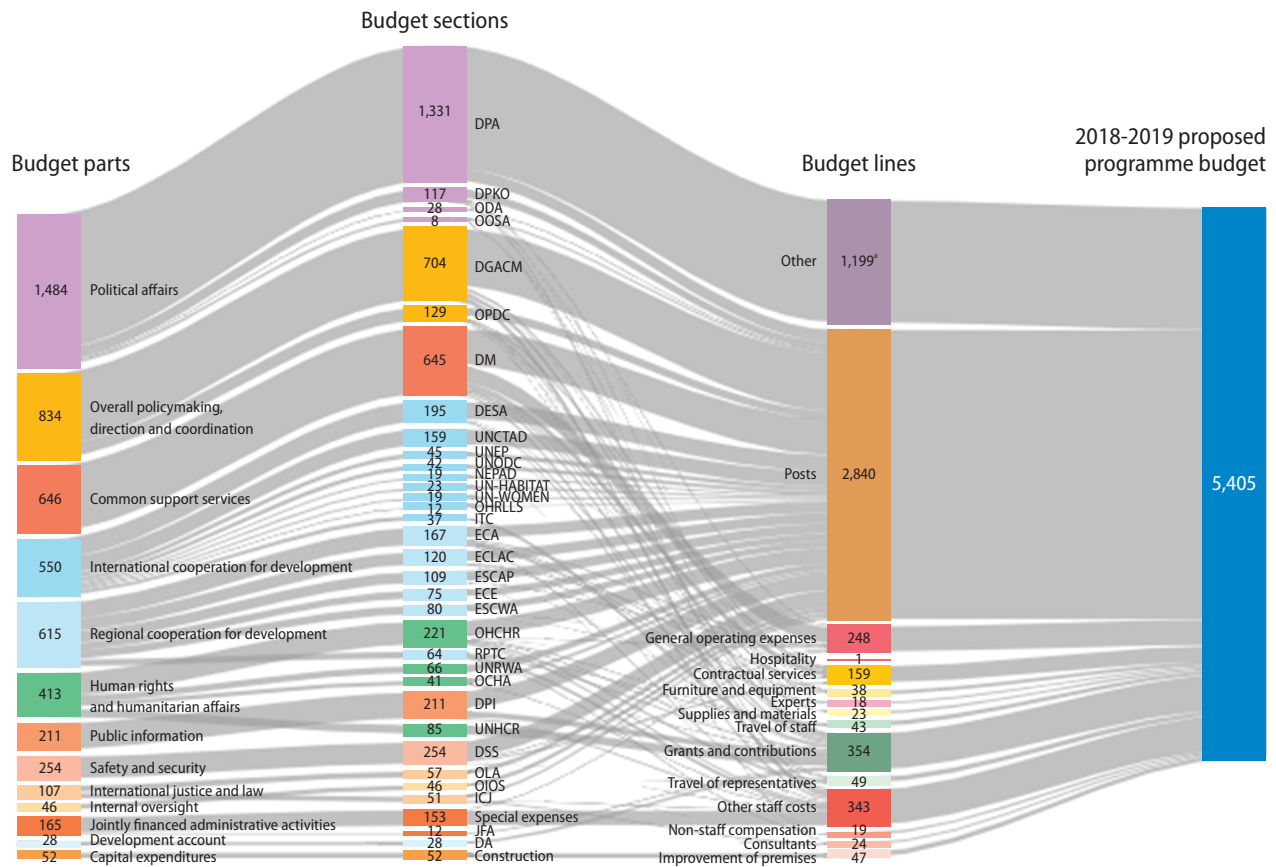 Budget sections
2018-2019 proposed
programme budget
Budget parts
Budget lines
1,484 Political affairs
834 Overall policymaking,
direction and coordination
646 Common support services
550 International cooperation for development
615 Regional cooperation for development
413 Human rights
and humanitarian affairs
211 Public information
254 Safety and security
107 International justice and law
46 Internal oversight
165 Jointly financed administrative activities
28 Development account
52 Capital expenditures
1,331 DPA
117 DPKO
28 ODA
8 OOSA
704 DGACM
129 OPDC
645 DM
195 DESA
159 UNCTAD
45 UNEP
42 UNODC
19 NEPAD
23 UN-HABITAT
19 UN-WOMEN
12 OHRLLS
37 ITC
167 ECA
120 ECLAC
109 ESCAP
75 ECE
80 ESCWA
221 OHCHR
64 RPTC
66 UNRWA
41 OCHA
211 DPI
85 UNHCR
254 DSS
57 OLA
46 OIOS
51 ICJ
153 Special expenses
12 JFA
28 DA
52 Construction
Other 1,199ª
Posts 2,840
General operating expenses 248
Hospitality 1
Contractual services 159
Furniture and equipment 38
Experts 18
Supplies and materials 23
Travel of staff 43
Grants and contributions 354
Travel of representatives 49
Other staff costs 343
Non-staff compensation 19
Consultants 24
Improvement of premises 47
5,405